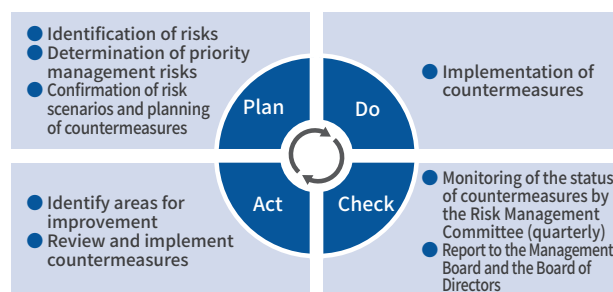 ● Identification of risks
● Determination of priority
management risks
● Confirmation of risk
scenarios and planning
of countermeasures
Plan
Do
● Implementation of
countermeasures
● Identify areas for
improvement
● Review and implement
countermeasures
Act
Check
● Monitoring of the status
of countermeasures by
the Risk Management
Committee (quarterly)
● Report to the Management
Board and the Board of
Directors